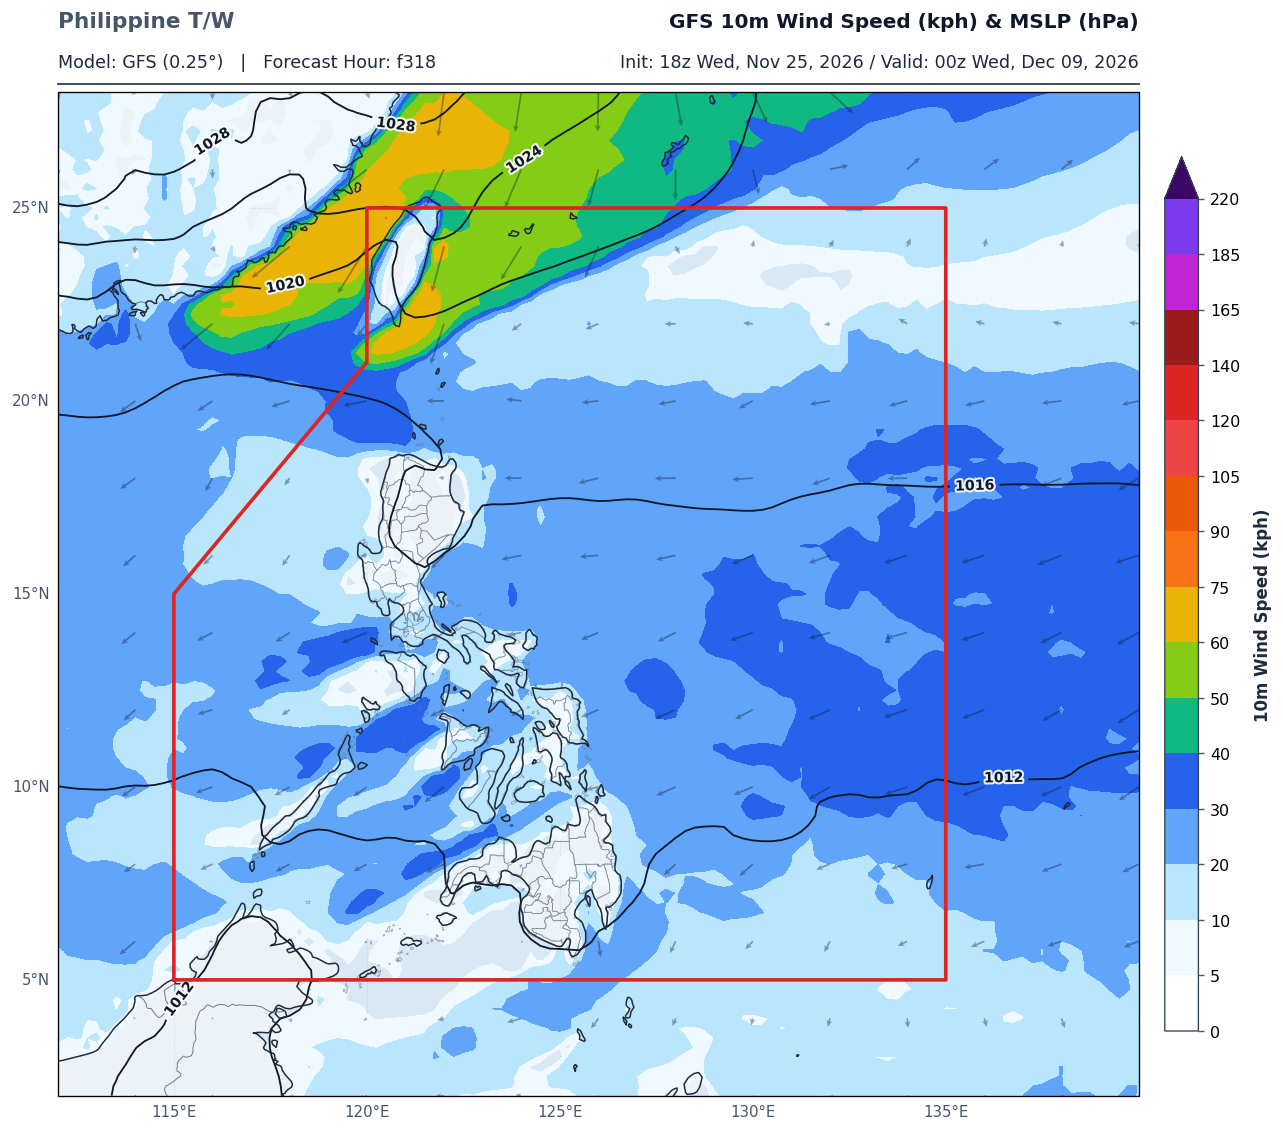 Philippine T/W
GFS 10m Wind Speed (kph) & MSLP (hPa)
Model: GFS (0.25°) | Forecast Hour: f318
Init: 18z Wed, Nov 25, 2026 / Valid: 00z Wed, Dec 09, 2026
1028
1028
1024
1020
1016
1012
1012
25°N
20°N
15°N
10°N
5°N
115°E
120°E
125°E
130°E
135°E
220
185
165
140
120
105
90
75
60
50
40
30
20
10
5
0
10m Wind Speed (kph)